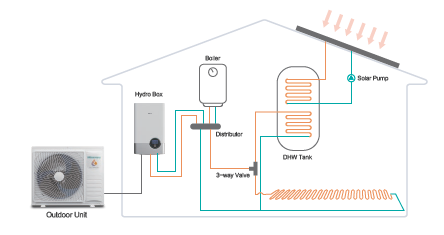 Boiler
Solar Pump
Hydro Box
Distributor
DHW Tank
3-way Valve
Outdoor Unit